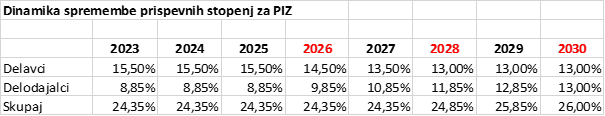 Dinamika spremembe prispevnih stopenj za PIZ
2023 2024 2025 2026 2027 2028 2029 2030
Delavci 15,50% 15,50% 15,50% 14,50% 13,50% 13,00% 13,00% 13,00%
Delodajalci 8,85% 8,85% 8,85% 9,85% 10,85% 11,85% 12,85% 13,00%
Skupaj 24,35% 24,35% 24,35% 24,35% 24,35% 24,85% 25,85% 26,00%